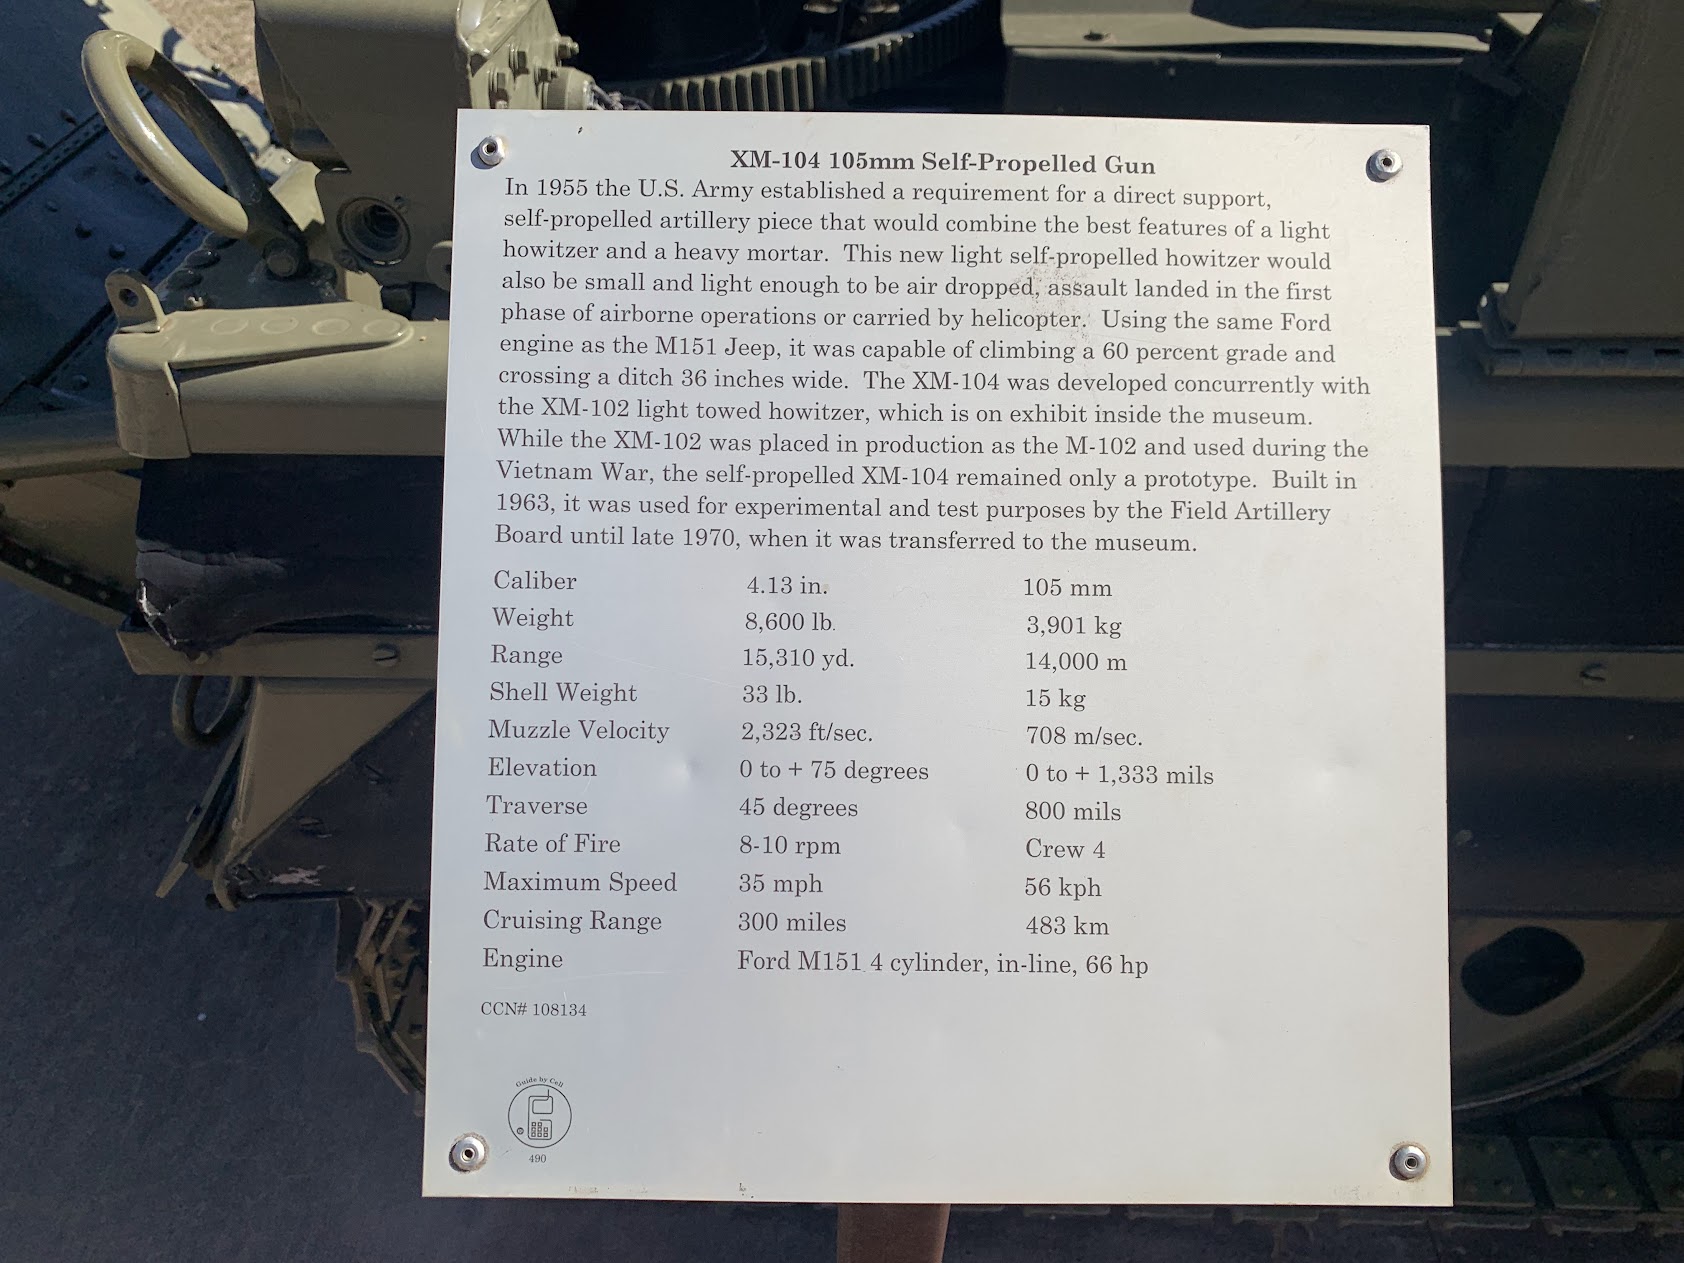 XM-104 105mm Self-Propelled Gun
In 1955 the U.S. Army established a requirement for a direct support,
self-propelled artillery piece that would combine the best features of a light
howitzer and a heavy mortar. This new light self-propelled howitzer would
also be small and light enough to be air dropped, assault landed in the first
phase of airborne operations or carried by helicopter. Using the same Ford
engine as the M151 Jeep, it was capable of climbing a 60 percent grade and
crossing a ditch 36 inches wide. The XM-104 was developed concurrently with
the XM-102 light towed howitzer, which is on exhibit inside the museum.
While the XM-102 was placed in production as the M-102 and used during the
Vietnam War, the self-propelled XM-104 remained only a prototype. Built in
1963, it was used for experimental and test purposes by the Field Artillery
Board until late 1970, when it was transferred to the museum.
Caliber 4.13 in. 105 mm
Weight 8,600 lb. 3,901 kg
Range 15,310 yd. 14,000 m
Shell Weight 33 lb. 15 kg
Muzzle Velocity 2,323 ft/sec. 708 m/sec.
Elevation 0 to + 75 degrees 0 to + 1,333 mils
Traverse 45 degrees 800 mils
Rate of Fire 8-10 rpm Crew 4
Maximum Speed 35 mph 56 kph
Cruising Range 300 miles 483 km
Engine Ford M151 4 cylinder, in-line, 66 hp
CCN# 108134
Guide by Cell
490